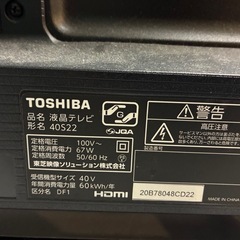 TOSHIBA
品名 液晶テレビ
形名 40S22
定格電圧 100V~
定格消費電力 67W
定格周波数 50/60Hz
東芝映像ソリューション株式会社
受信機型サイズ 40V
年間消費電力量 60kWh/年
区分名 DF1
HDMI
G
JQA
警告
高圧注意
20B78048CD22